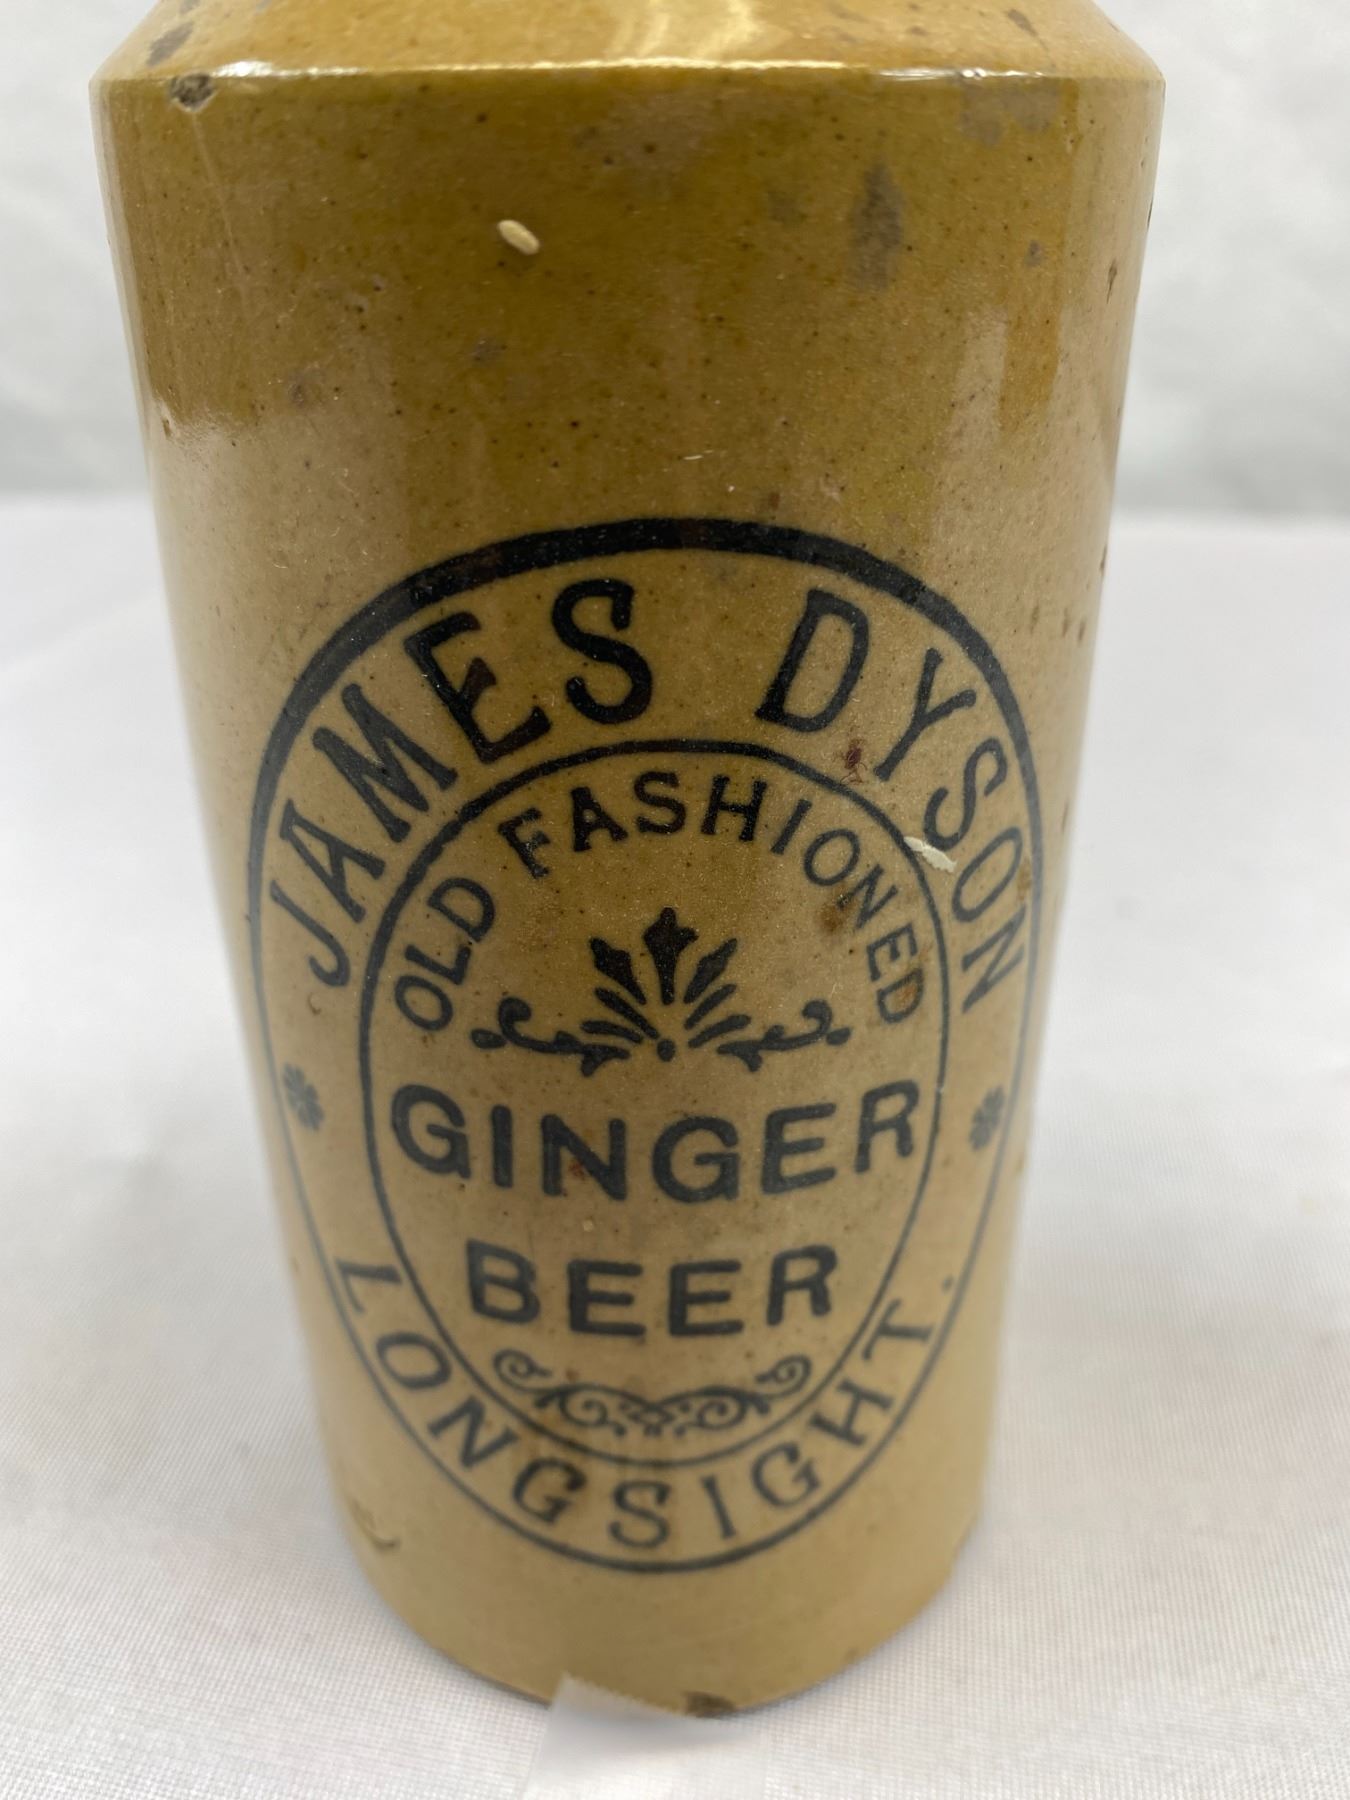 JAMES DYSON
OLD FASHIONED
GINGER
BEER
LONGSIGHT.